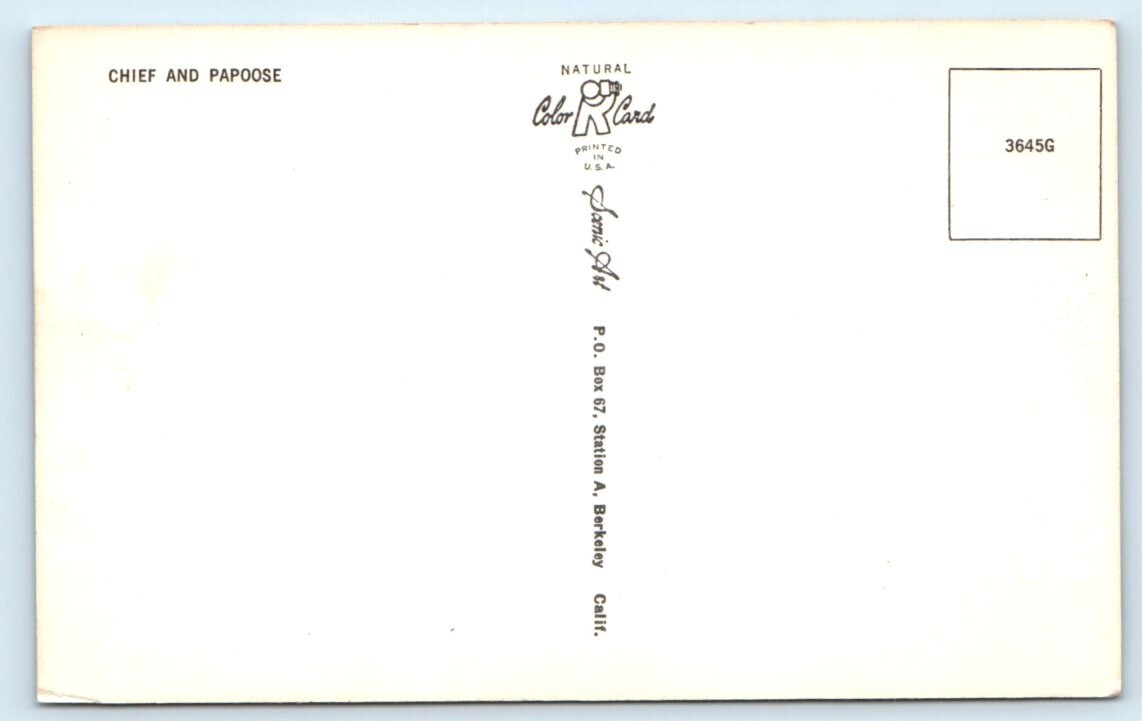 CHIEF AND PAPOOSE
NATURAL
Color R Card
PRINTED
IN
U.S.A.
Scenic Art
P.O. Box 67, Station A, Berkeley Calif.
3645G